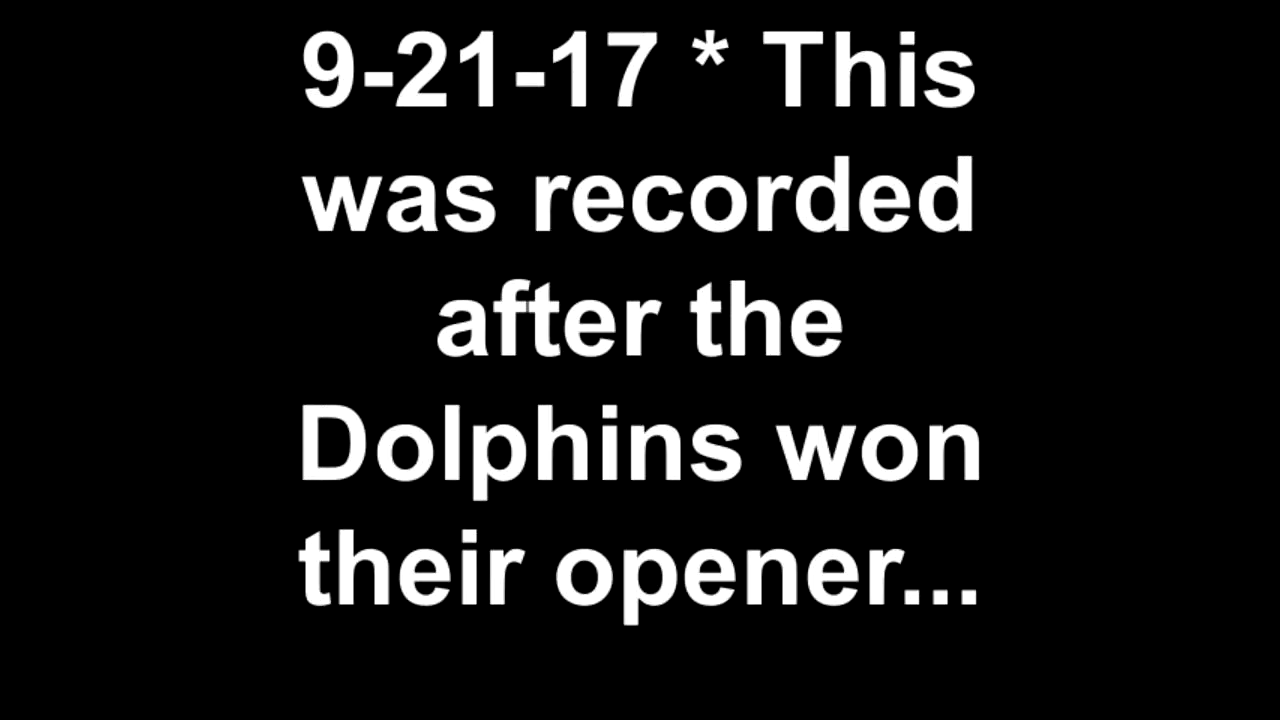 9-21-17 * This
was recorded
after the
Dolphins won
their opener...